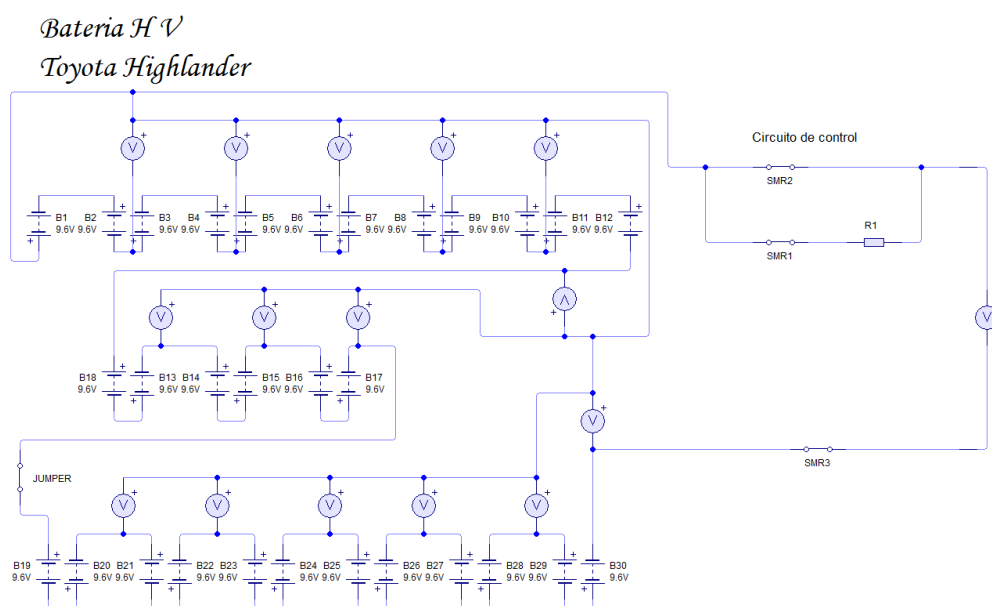 Bateria H V
Toyota Highlander
Circuito de control
SMR2
R1
SMR1
B1 B2 B3 B4 B5 B6 B7 B8 B9 B10 B11 B12
9.6V 9.6V 9.6V 9.6V 9.6V 9.6V 9.6V 9.6V 9.6V 9.6V 9.6V 9.6V
V V V V V
A
V V V V
B18 B13 B14 B15 B16 B17
9.6V 9.6V 9.6V 9.6V 9.6V 9.6V
V
SMR3
JUMPER
V V V V V
B19 B20 B21 B22 B23 B24 B25 B26 B27 B28 B29 B30
9.6V 9.6V 9.6V 9.6V 9.6V 9.6V 9.6V 9.6V 9.6V 9.6V 9.6V 9.6V